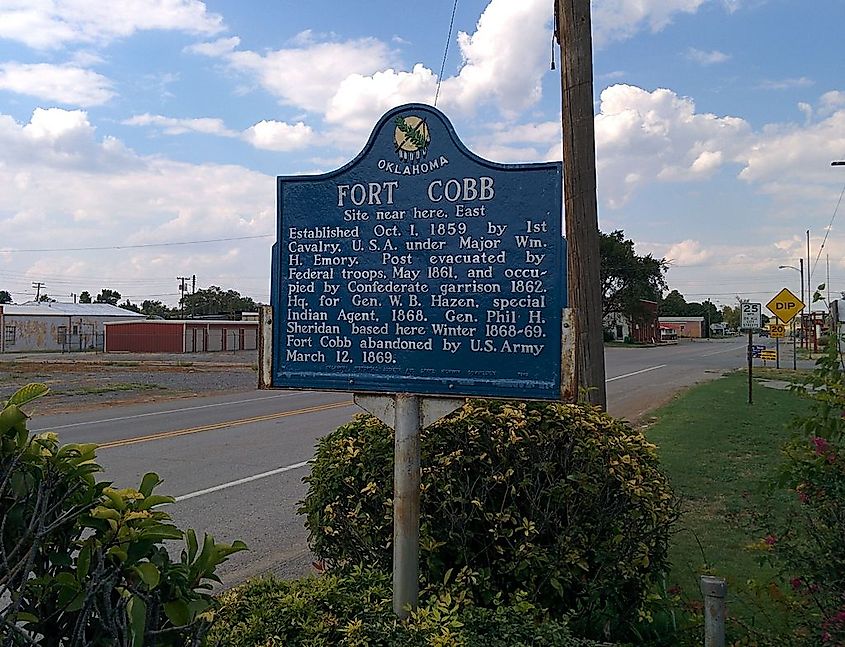 OKLAHOMA
FORT COBB
Site near here, East
Established Oct. 1, 1859 by 1st
Cavalry, U.S.A. under Major Wm.
H. Emory. Post evacuated by
Federal troops, May 1861, and occu-
pied by Confederate garrison 1862.
Hq. for Gen. W. B. Hazen, special
Indian Agent, 1868. Gen. Phil H.
Sheridan based here Winter 1868-69.
Fort Cobb abandoned by U.S. Army
March 12, 1869.
DIP
25
20